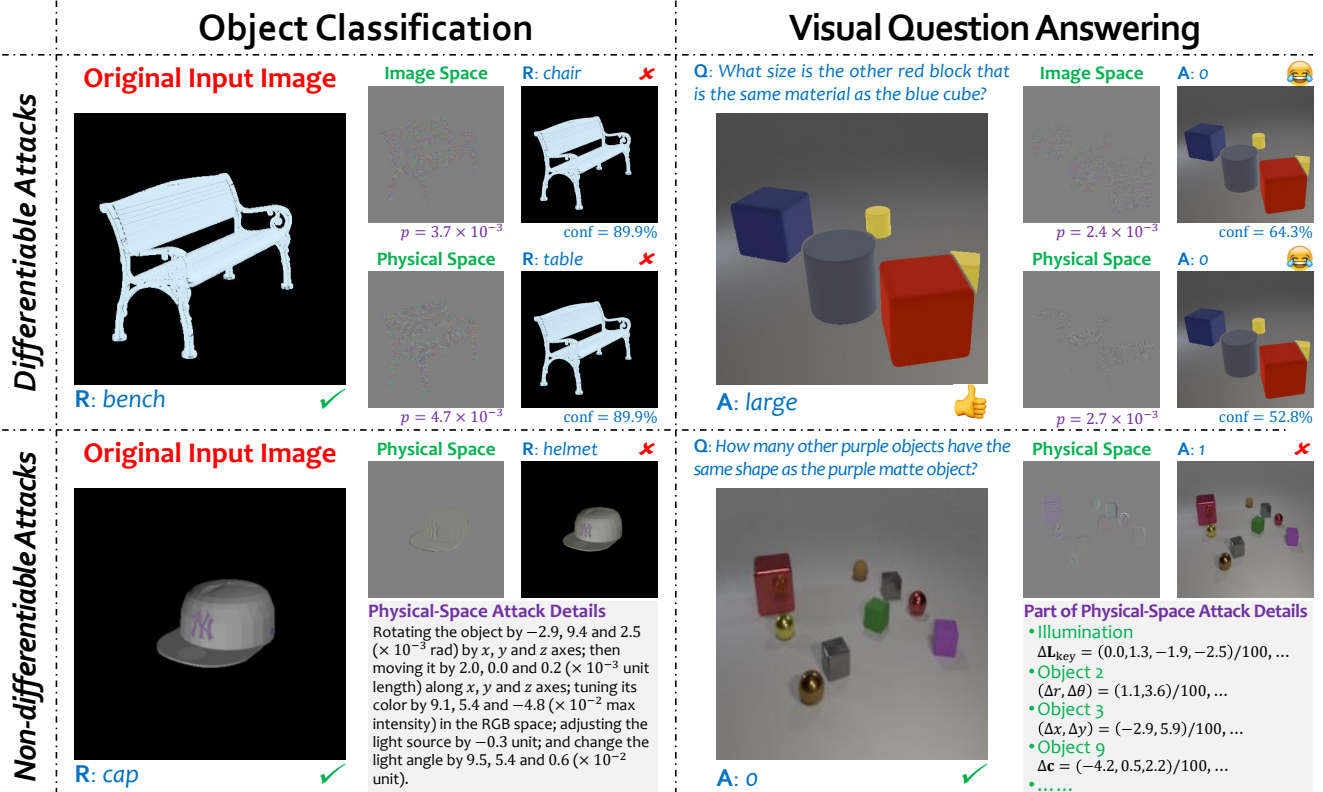 Object Classification
Visual Question Answering
Differentiable Attacks
Original Input Image
R: bench
✓
Image Space
R: chair ✘
p = 3.7 × 10⁻³
conf = 89.9%
Physical Space
R: table ✘
p = 4.7 × 10⁻³
conf = 89.9%
Q: What size is the other red block that
is the same material as the blue cube?
A: large
👍
Image Space
A: 0 😂
p = 2.4 × 10⁻³
conf = 64.3%
Physical Space
A: 0 😂
p = 2.7 × 10⁻³
conf = 52.8%
Non-differentiable Attacks
Original Input Image
NY
R: cap
✓
Physical Space
R: helmet ✘
Physical-Space Attack Details
Rotating the object by −2.9, 9.4 and 2.5
(× 10⁻³ rad) by x, y and z axes; then
moving it by 2.0, 0.0 and 0.2 (× 10⁻³ unit
length) along x, y and z axes; tuning its
color by 9.1, 5.4 and −4.8 (× 10⁻² max
intensity) in the RGB space; adjusting the
light source by −0.3 unit; and change the
light angle by 9.5, 5.4 and 0.6 (× 10⁻²
unit).
Q: How many other purple objects have the
same shape as the purple matte object?
A: 0
✓
Physical Space
A: 1 ✘
Part of Physical-Space Attack Details
• Illumination
ΔL_key = (0.0,1.3, −1.9, −2.5)/100, …
• Object 2
(Δr, Δθ) = (1.1,3.6)/100, …
• Object 3
(Δx, Δy) = (−2.9, 5.9)/100, …
• Object 9
Δc = (−4.2, 0.5,2.2)/100, …
• ……